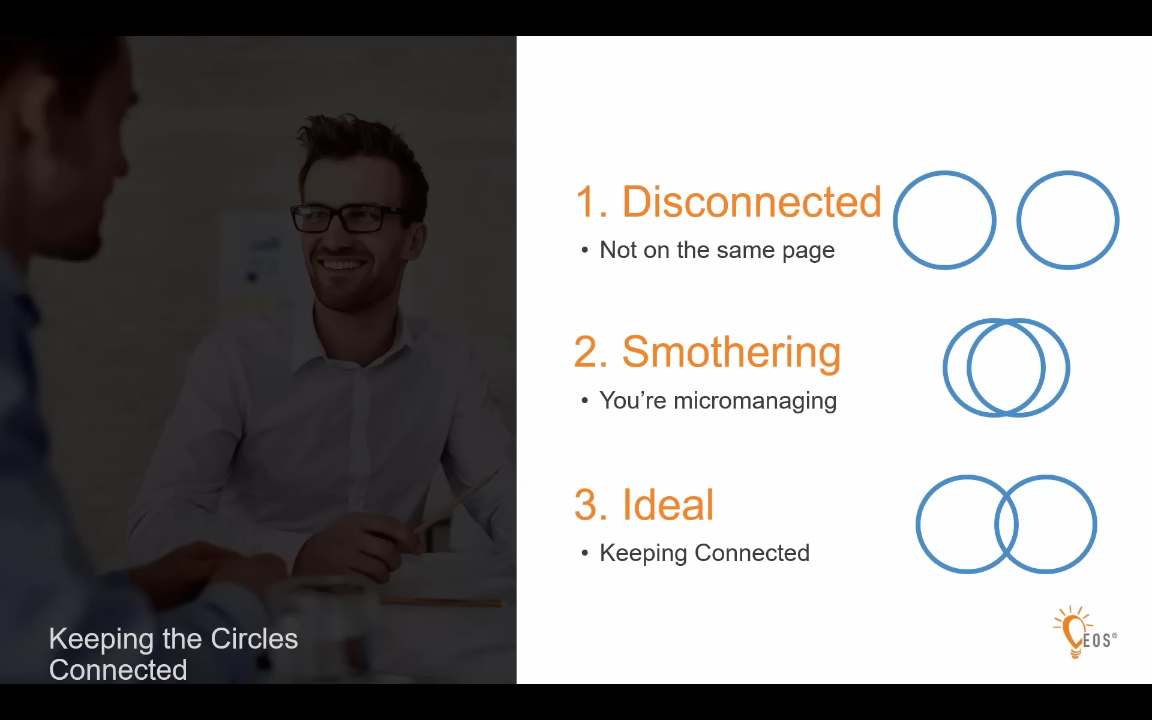 1. Disconnected
• Not on the same page
2. Smothering
• You’re micromanaging
3. Ideal
• Keeping Connected
Keeping the Circles
Connected
EOS®